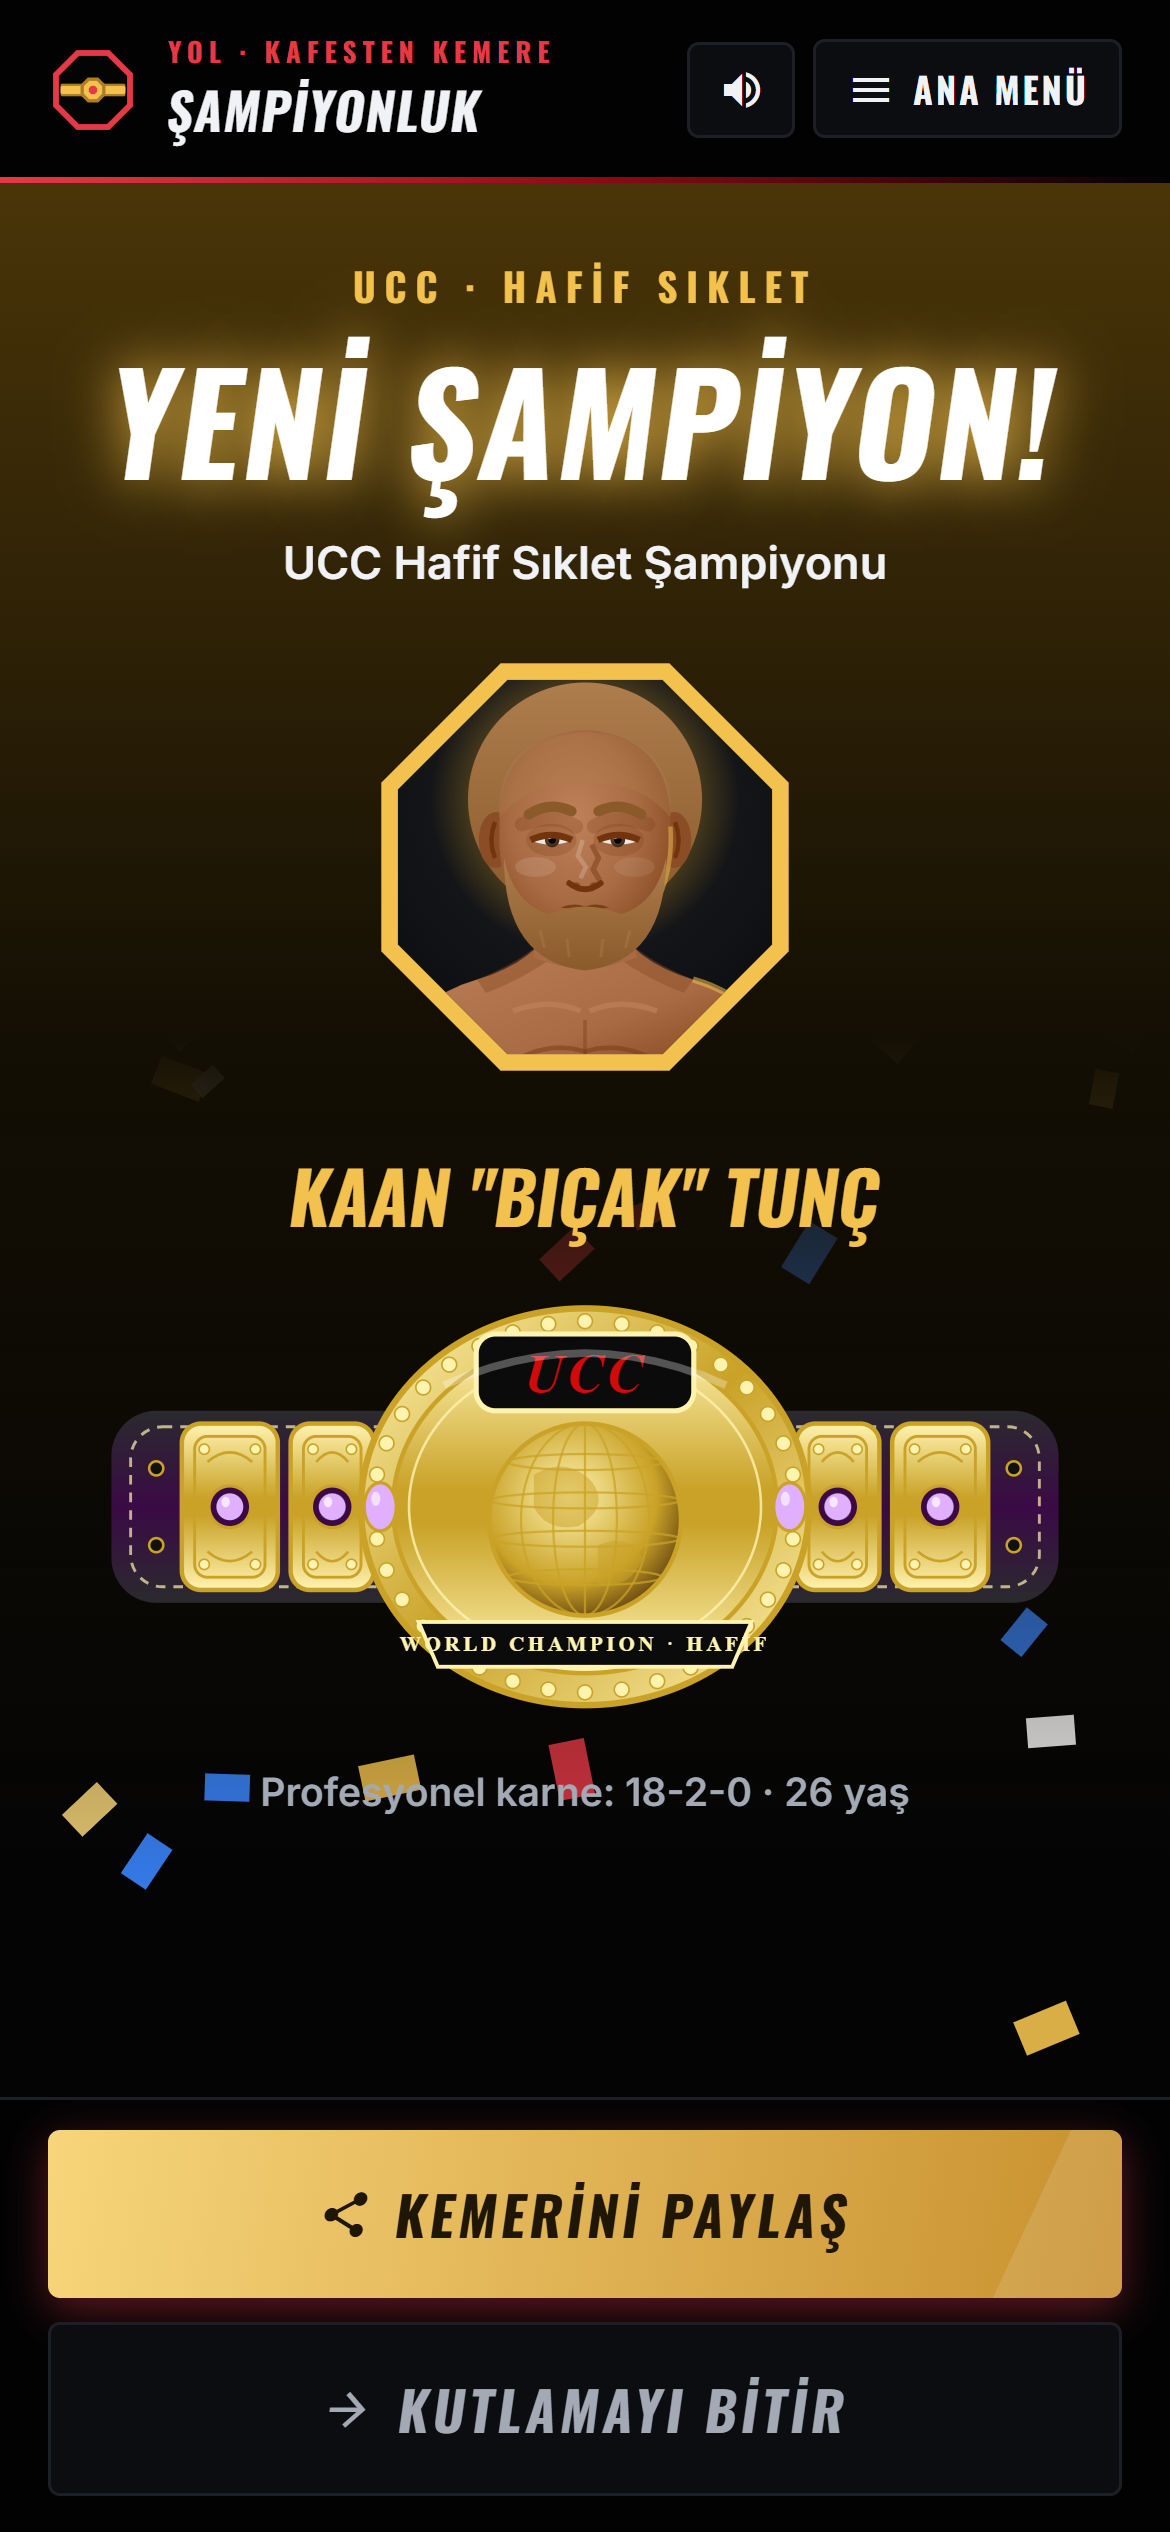 YOL · KAFESTEN KEMERE
ŞAMPİYONLUK
ANA MENÜ
UCC · HAFİF SIKLET
YENİ ŞAMPİYON!
UCC Hafif Sıklet Şampiyonu
KAAN "BIÇAK" TUNÇ
UCC
WORLD CHAMPION · HAFIF
Profesyonel karne: 18-2-0 · 26 yaş
KEMERİNİ PAYLAŞ
KUTLAMAYI BİTİR